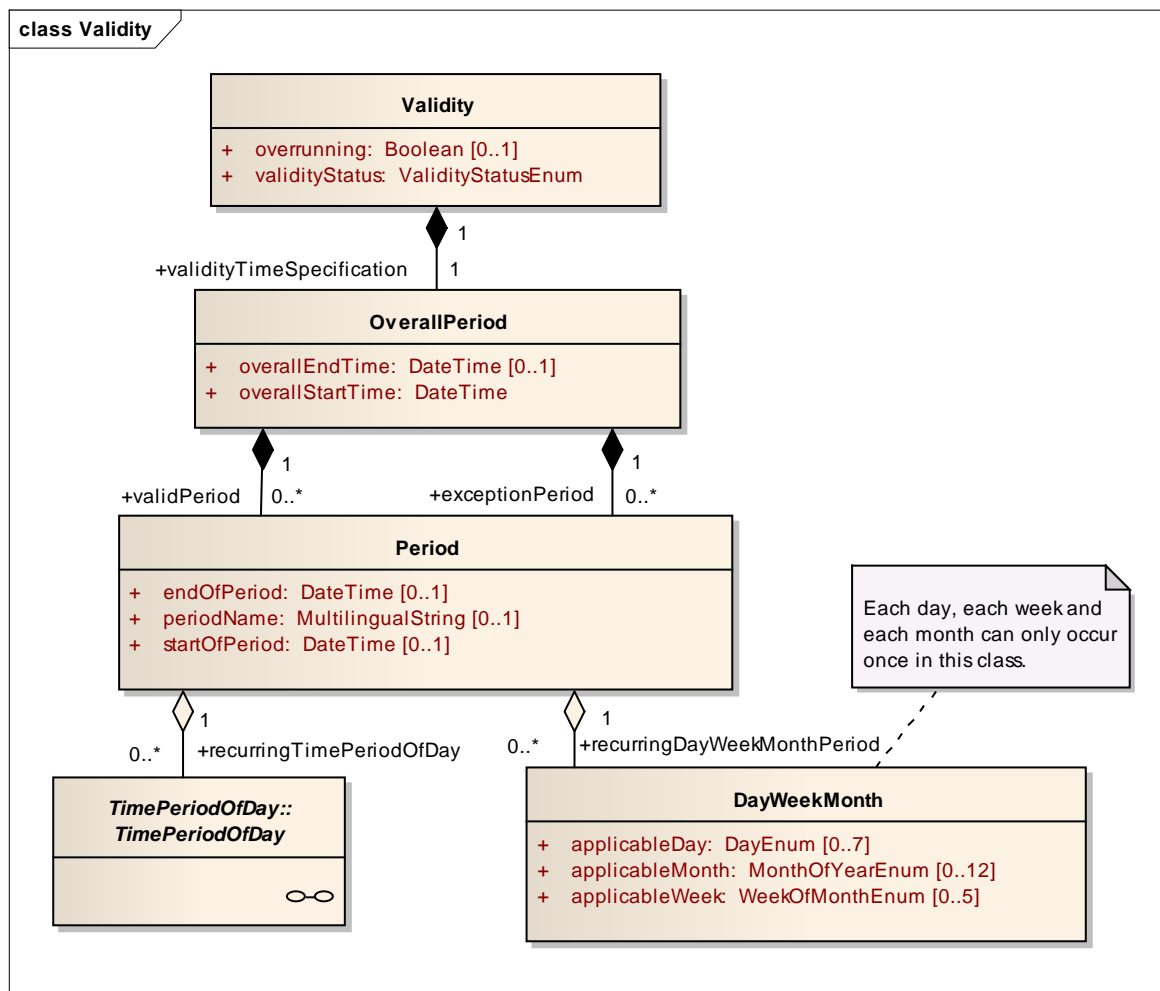 class Validity
Validity
+ overrunning: Boolean [0..1]
+ validityStatus: ValidityStatusEnum
1
+validityTimeSpecification 1
OverallPeriod
+ overallEndTime: DateTime [0..1]
+ overallStartTime: DateTime
1 1
+validPeriod 0..* +exceptionPeriod 0..*
Period
+ endOfPeriod: DateTime [0..1]
+ periodName: MultilingualString [0..1]
+ startOfPeriod: DateTime [0..1]
Each day, each week and
each month can only occur
once in this class.
1 1
0..* +recurringTimePeriodOfDay 0..* +recurringDayWeekMonthPeriod
TimePeriodOfDay::
TimePeriodOfDay
DayWeekMonth
+ applicableDay: DayEnum [0..7]
+ applicableMonth: MonthOfYearEnum [0..12]
+ applicableWeek: WeekOfMonthEnum [0..5]